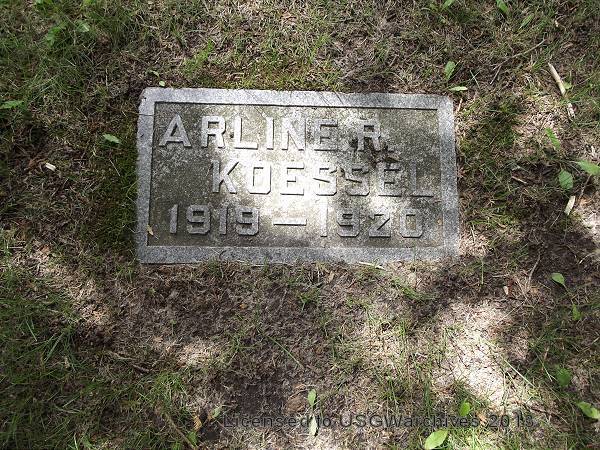 ARLINE R.
KOESSEL
1919 — 1920
Licensed to USGWarchives 2013